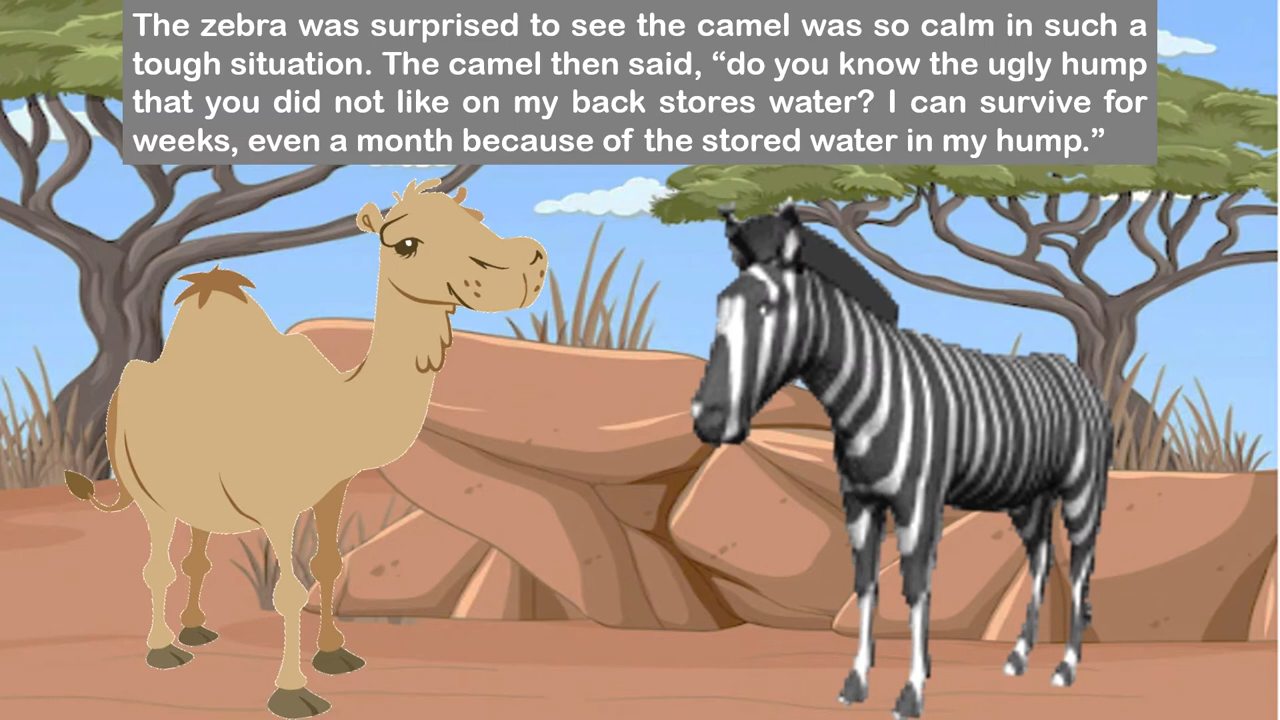 The zebra was surprised to see the camel was so calm in such a
tough situation. The camel then said, “do you know the ugly hump
that you did not like on my back stores water? I can survive for
weeks, even a month because of the stored water in my hump.”